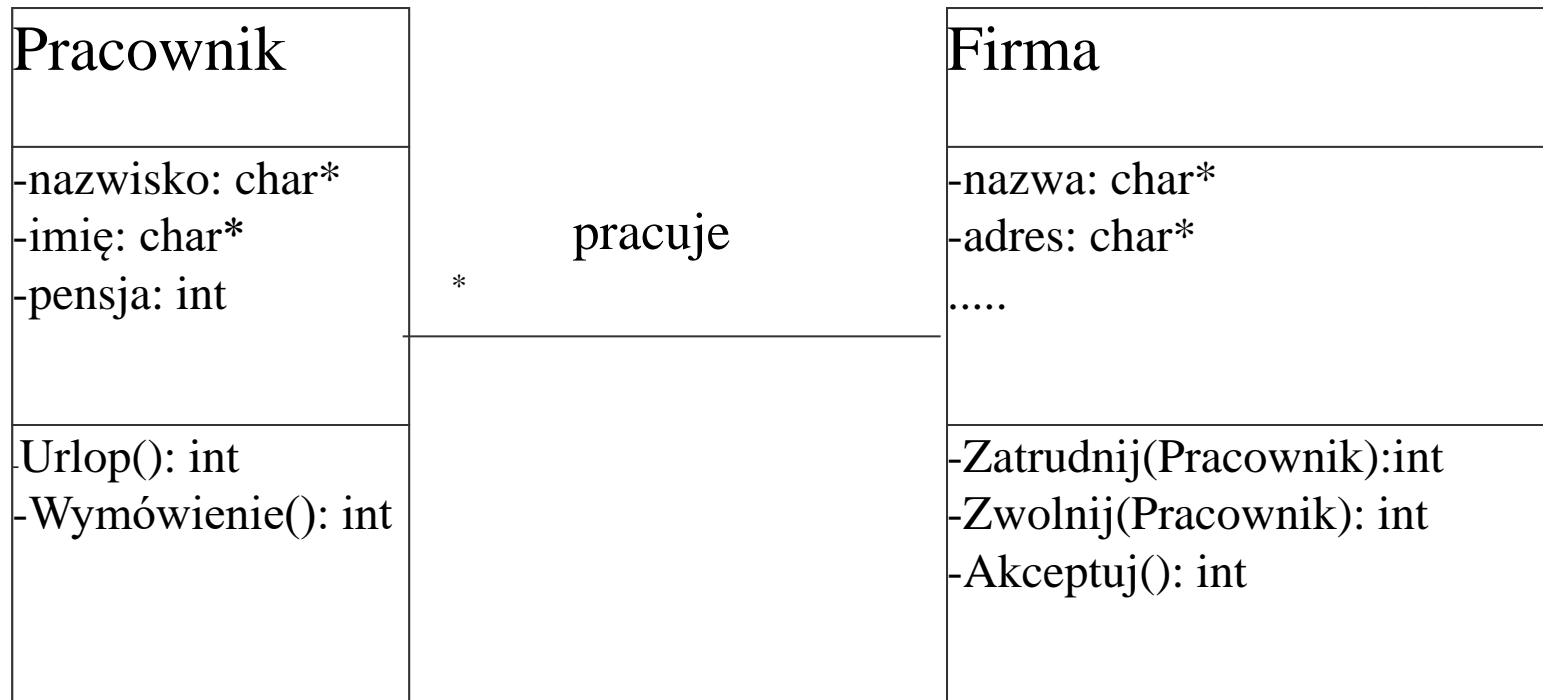 Pracownik
-nazwisko: char*
-imię: char*
-pensja: int
-Urlop(): int
-Wymówienie(): int
pracuje
*
Firma
-nazwa: char*
-adres: char*
.....
-Zatrudnij(Pracownik):int
-Zwolnij(Pracownik): int
-Akceptuj(): int